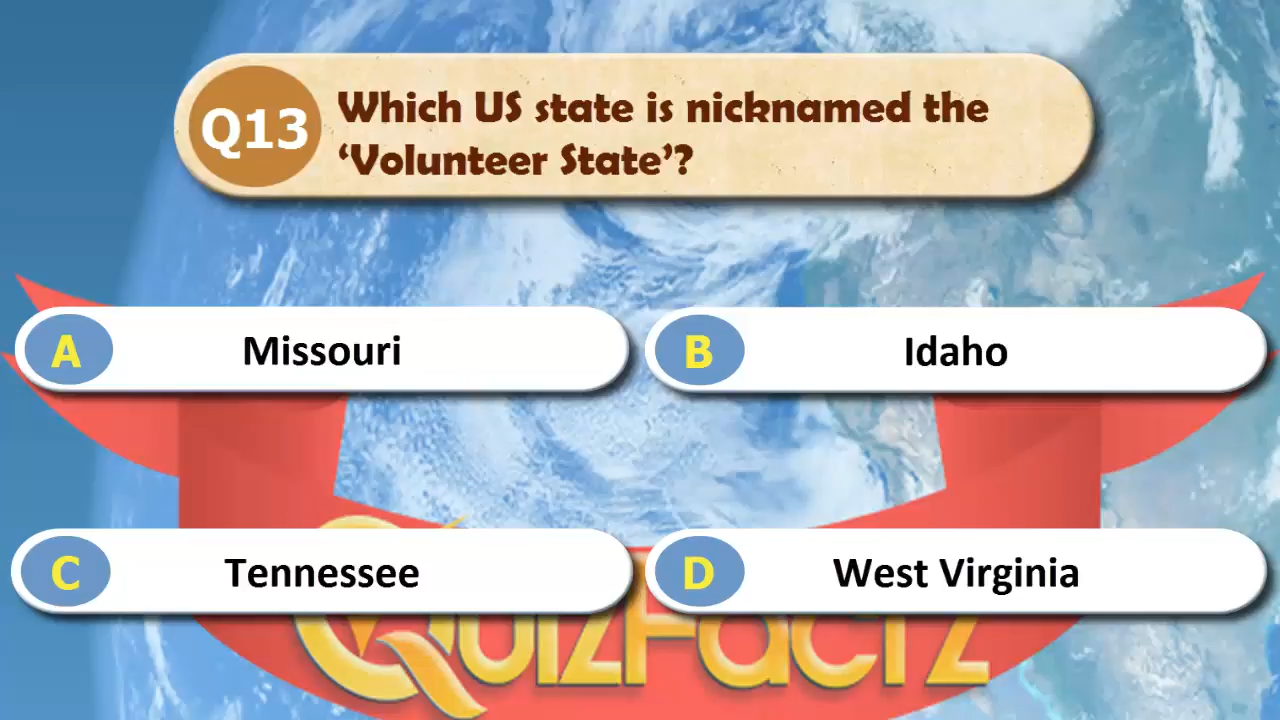 Q13
Which US state is nicknamed the
‘Volunteer State’?
A Missouri
B Idaho
C Tennessee
D West Virginia
QuizFactz